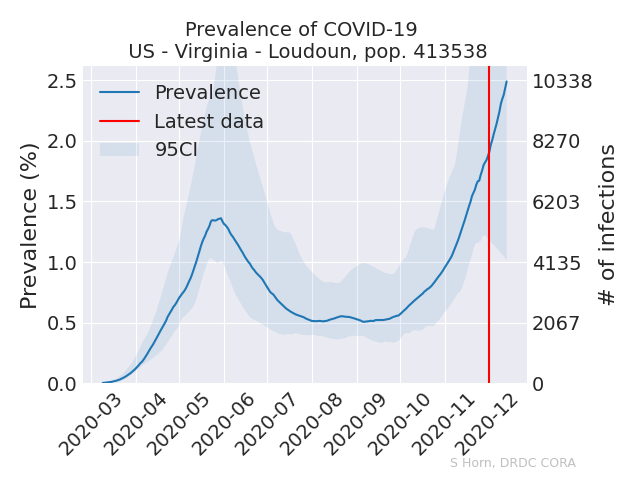 Prevalence of COVID-19
US - Virginia - Loudoun, pop. 413538
Prevalence
Latest data
95CI
Prevalence (%)
2.5
2.0
1.5
1.0
0.5
0.0
10338
8270
6203
4135
2067
0
# of infections
2020-03
2020-04
2020-05
2020-06
2020-07
2020-08
2020-09
2020-10
2020-11
2020-12
S Horn, DRDC CORA